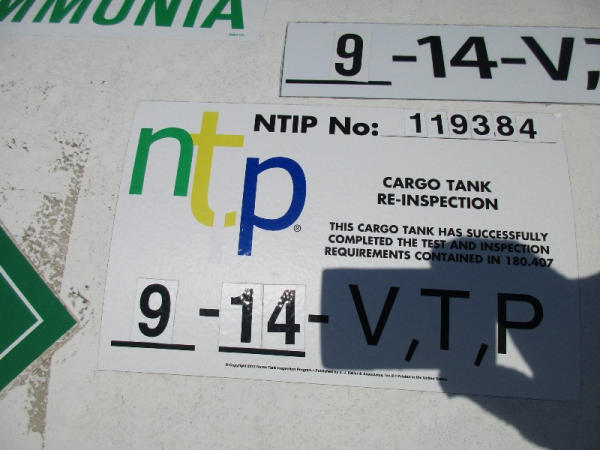 MMONIA
9-14-V,
ntp®
NTIP No: 119384
CARGO TANK
RE-INSPECTION
THIS CARGO TANK HAS SUCCESSFULLY
COMPLETED THE TEST AND INSPECTION
REQUIREMENTS CONTAINED IN 180.407
9-14-V,T,P